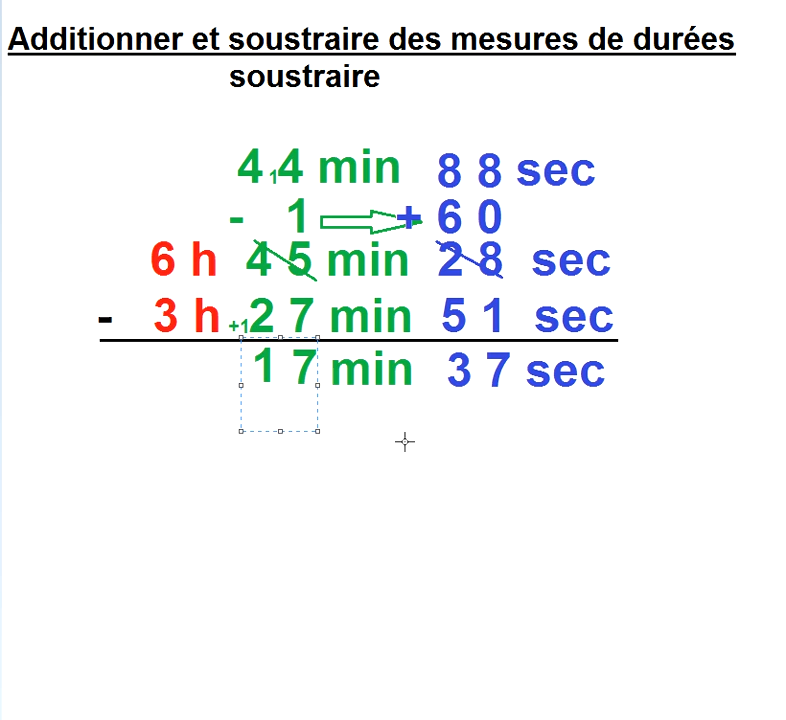 Additionner et soustraire des mesures de durées
soustraire
4 1 4 min 8 8 sec
- 1 + 6 0
6 h 4 5 min 2 8 sec
- 3 h +1 2 7 min 5 1 sec
1 7 min 3 7 sec